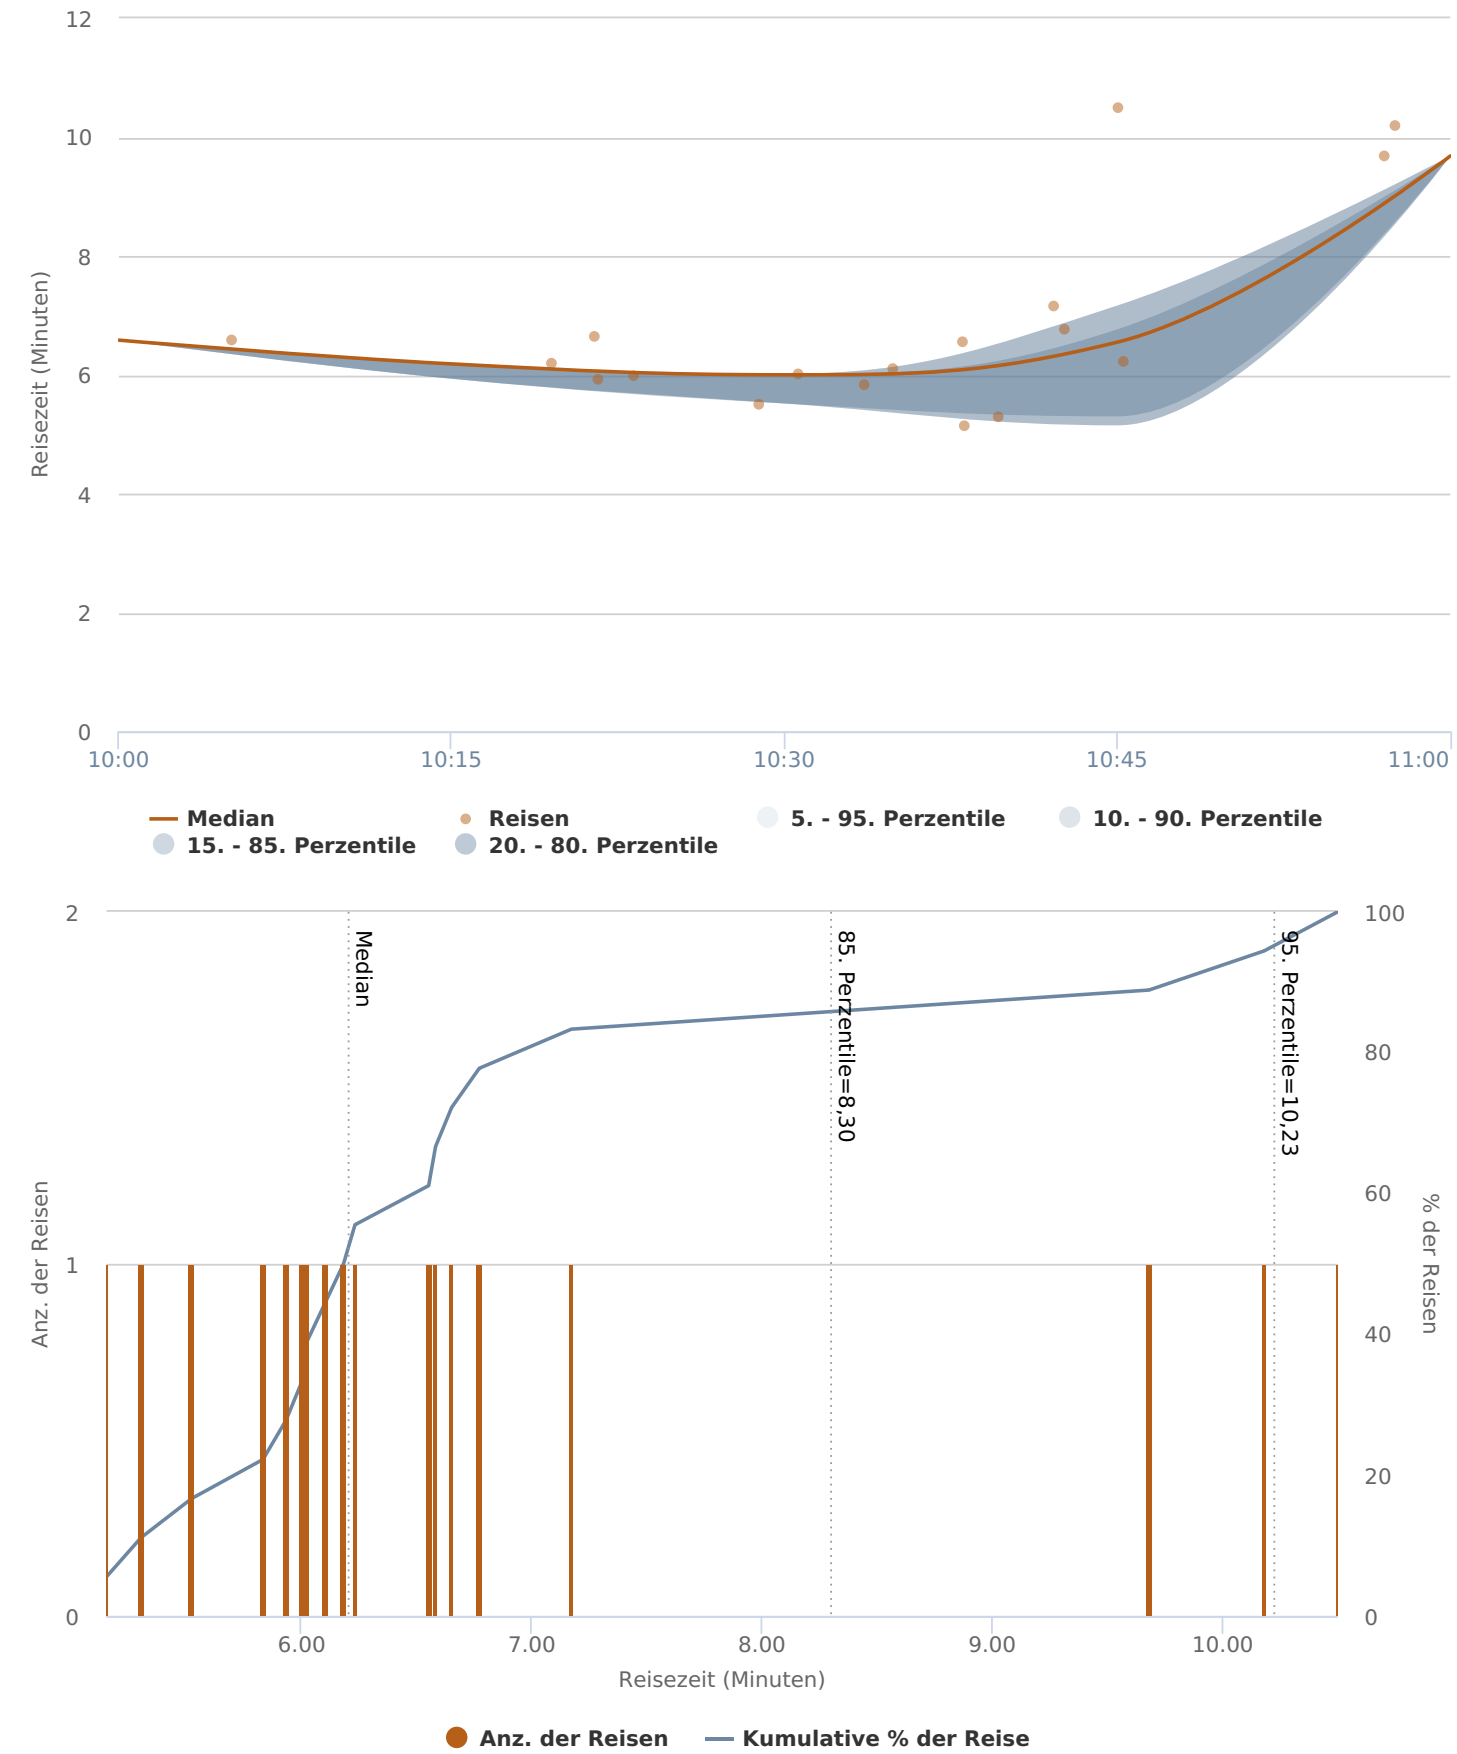 12
10
8
6
4
2
0
Reisezeit (Minuten)
10:00 10:15 10:30 10:45 11:00
Median Reisen 5. - 95. Perzentile 10. - 90. Perzentile
15. - 85. Perzentile 20. - 80. Perzentile
2
1
0
Anz. der Reisen
Median
85. Perzentile=8,30
95. Perzentile=10,23
100
80
60
40
20
0
% der Reisen
6.00 7.00 8.00 9.00 10.00
Reisezeit (Minuten)
Anz. der Reisen Kumulative % der Reise